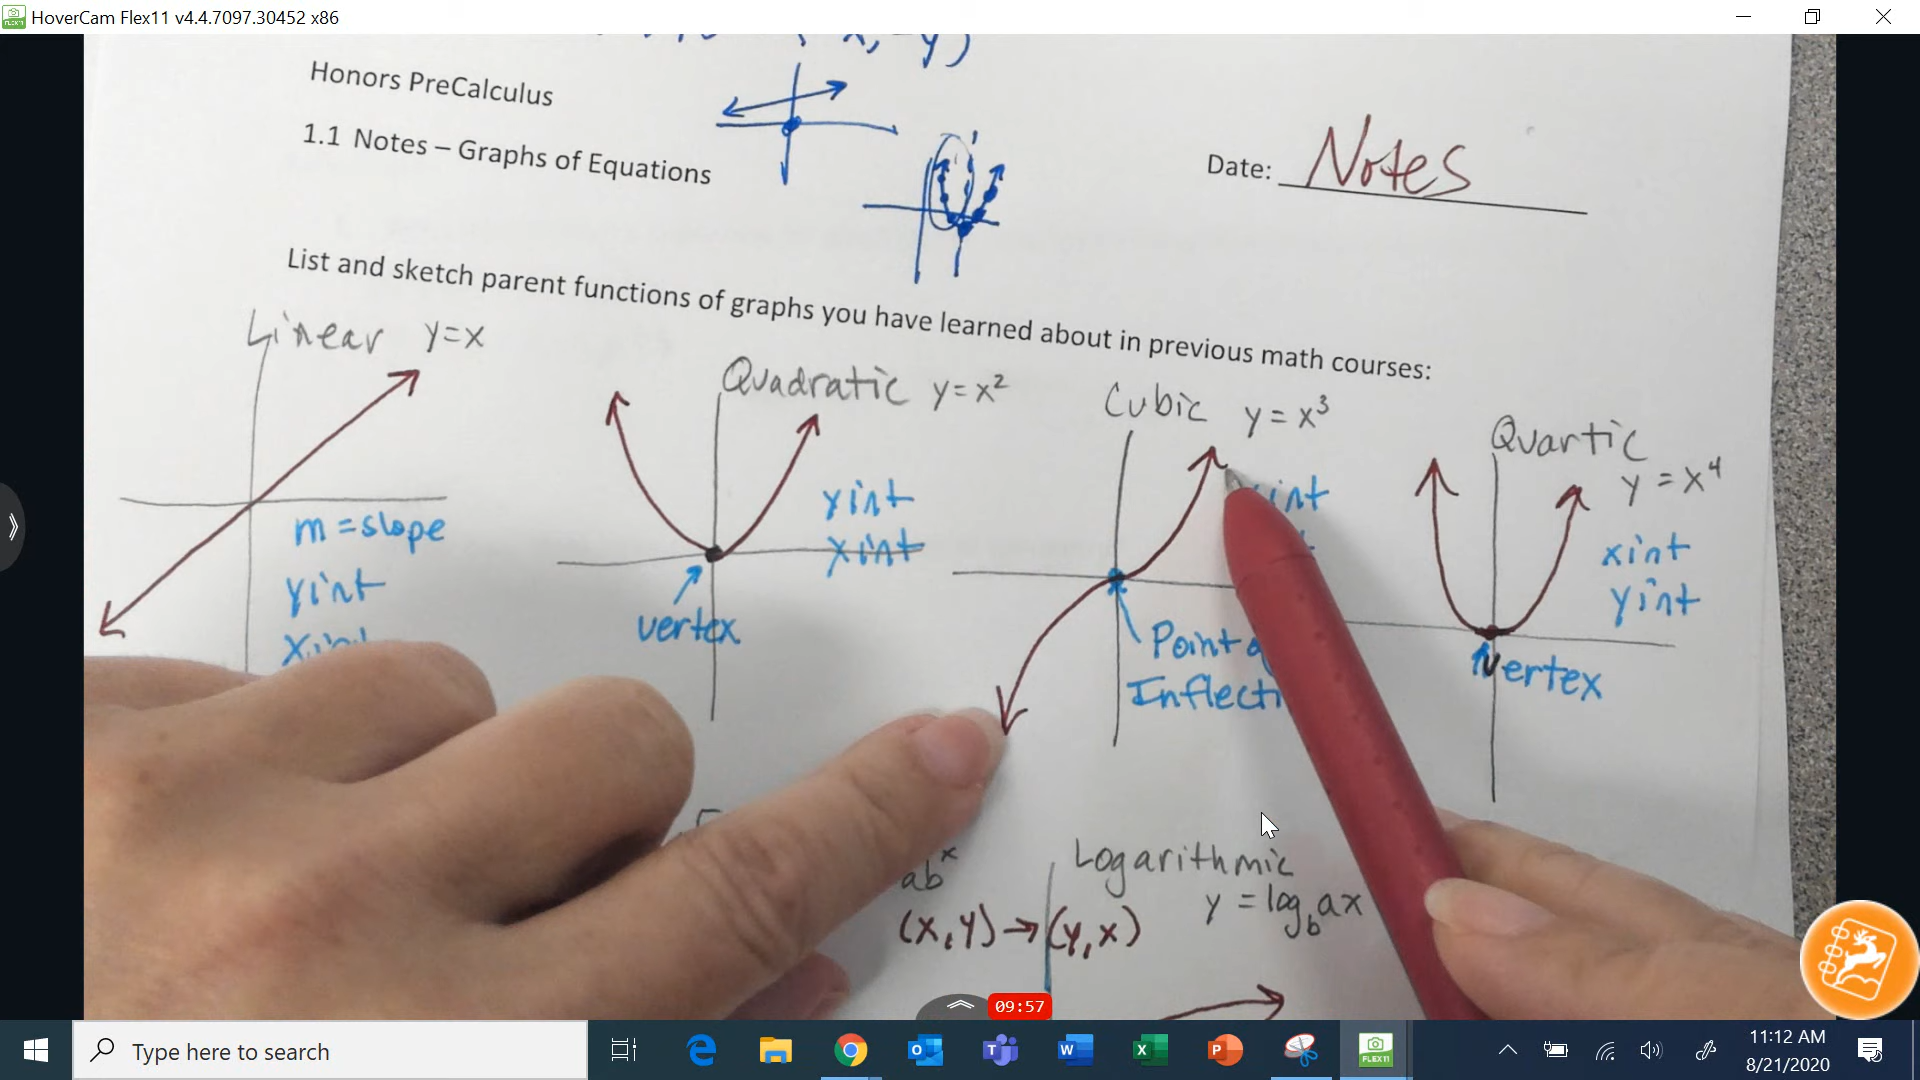 HoverCam Flex11 v4.4.7097.30452 x86
Honors PreCalculus
1.1 Notes – Graphs of Equations
Date: Notes
List and sketch parent functions of graphs you have learned about in previous math courses:
Linear y=x
Quadratic y=x²
Cubic y=x³
Quartic
y=x⁴
m=slope
yint
xint
yint
xint
vertex
int
Point
Inflecti
xint
yint
vertex
ab^x
(x,y)→(y,x)
Logarithmic
y=log_b ax
09:57
Type here to search
FLEX11
11:12 AM
8/21/2020